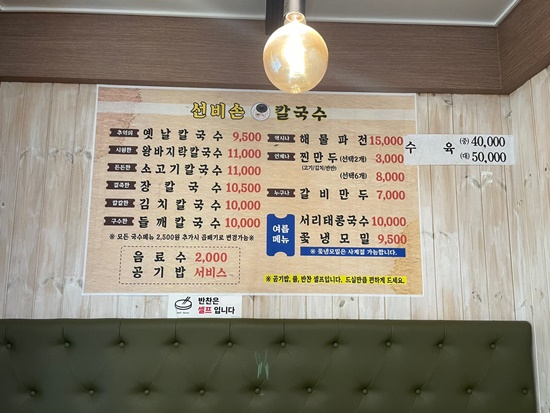 선비손 칼국수
추억의 옛날칼국수 9,500
시원한 왕바지락칼국수 11,000
든든한 소고기칼국수 11,000
걸쭉한 장칼국수 10,500
칼칼한 김치칼국수 10,000
구수한 들깨칼국수 10,000
※ 모든 국수메뉴 2,500원 추가시 곱빼기로 변경가능※
음료수 2,000
공기밥 서비스
역시나 해물파전 15,000
언제나 찐만두 (선택2개) 3,000
(고기/김치/반반)
(선택6개) 8,000
누구나 갈비만두 7,000
여름메뉴
서리태콩국수 10,000
꽃냉모밀 9,500
※ 꽃냉모밀은 사계절 가능합니다.
※ 공기밥, 물, 반찬 셀프입니다. 드실만큼 편하게 드세요.
수육 (중) 40,000
(대) 50,000
반찬은
셀프입니다